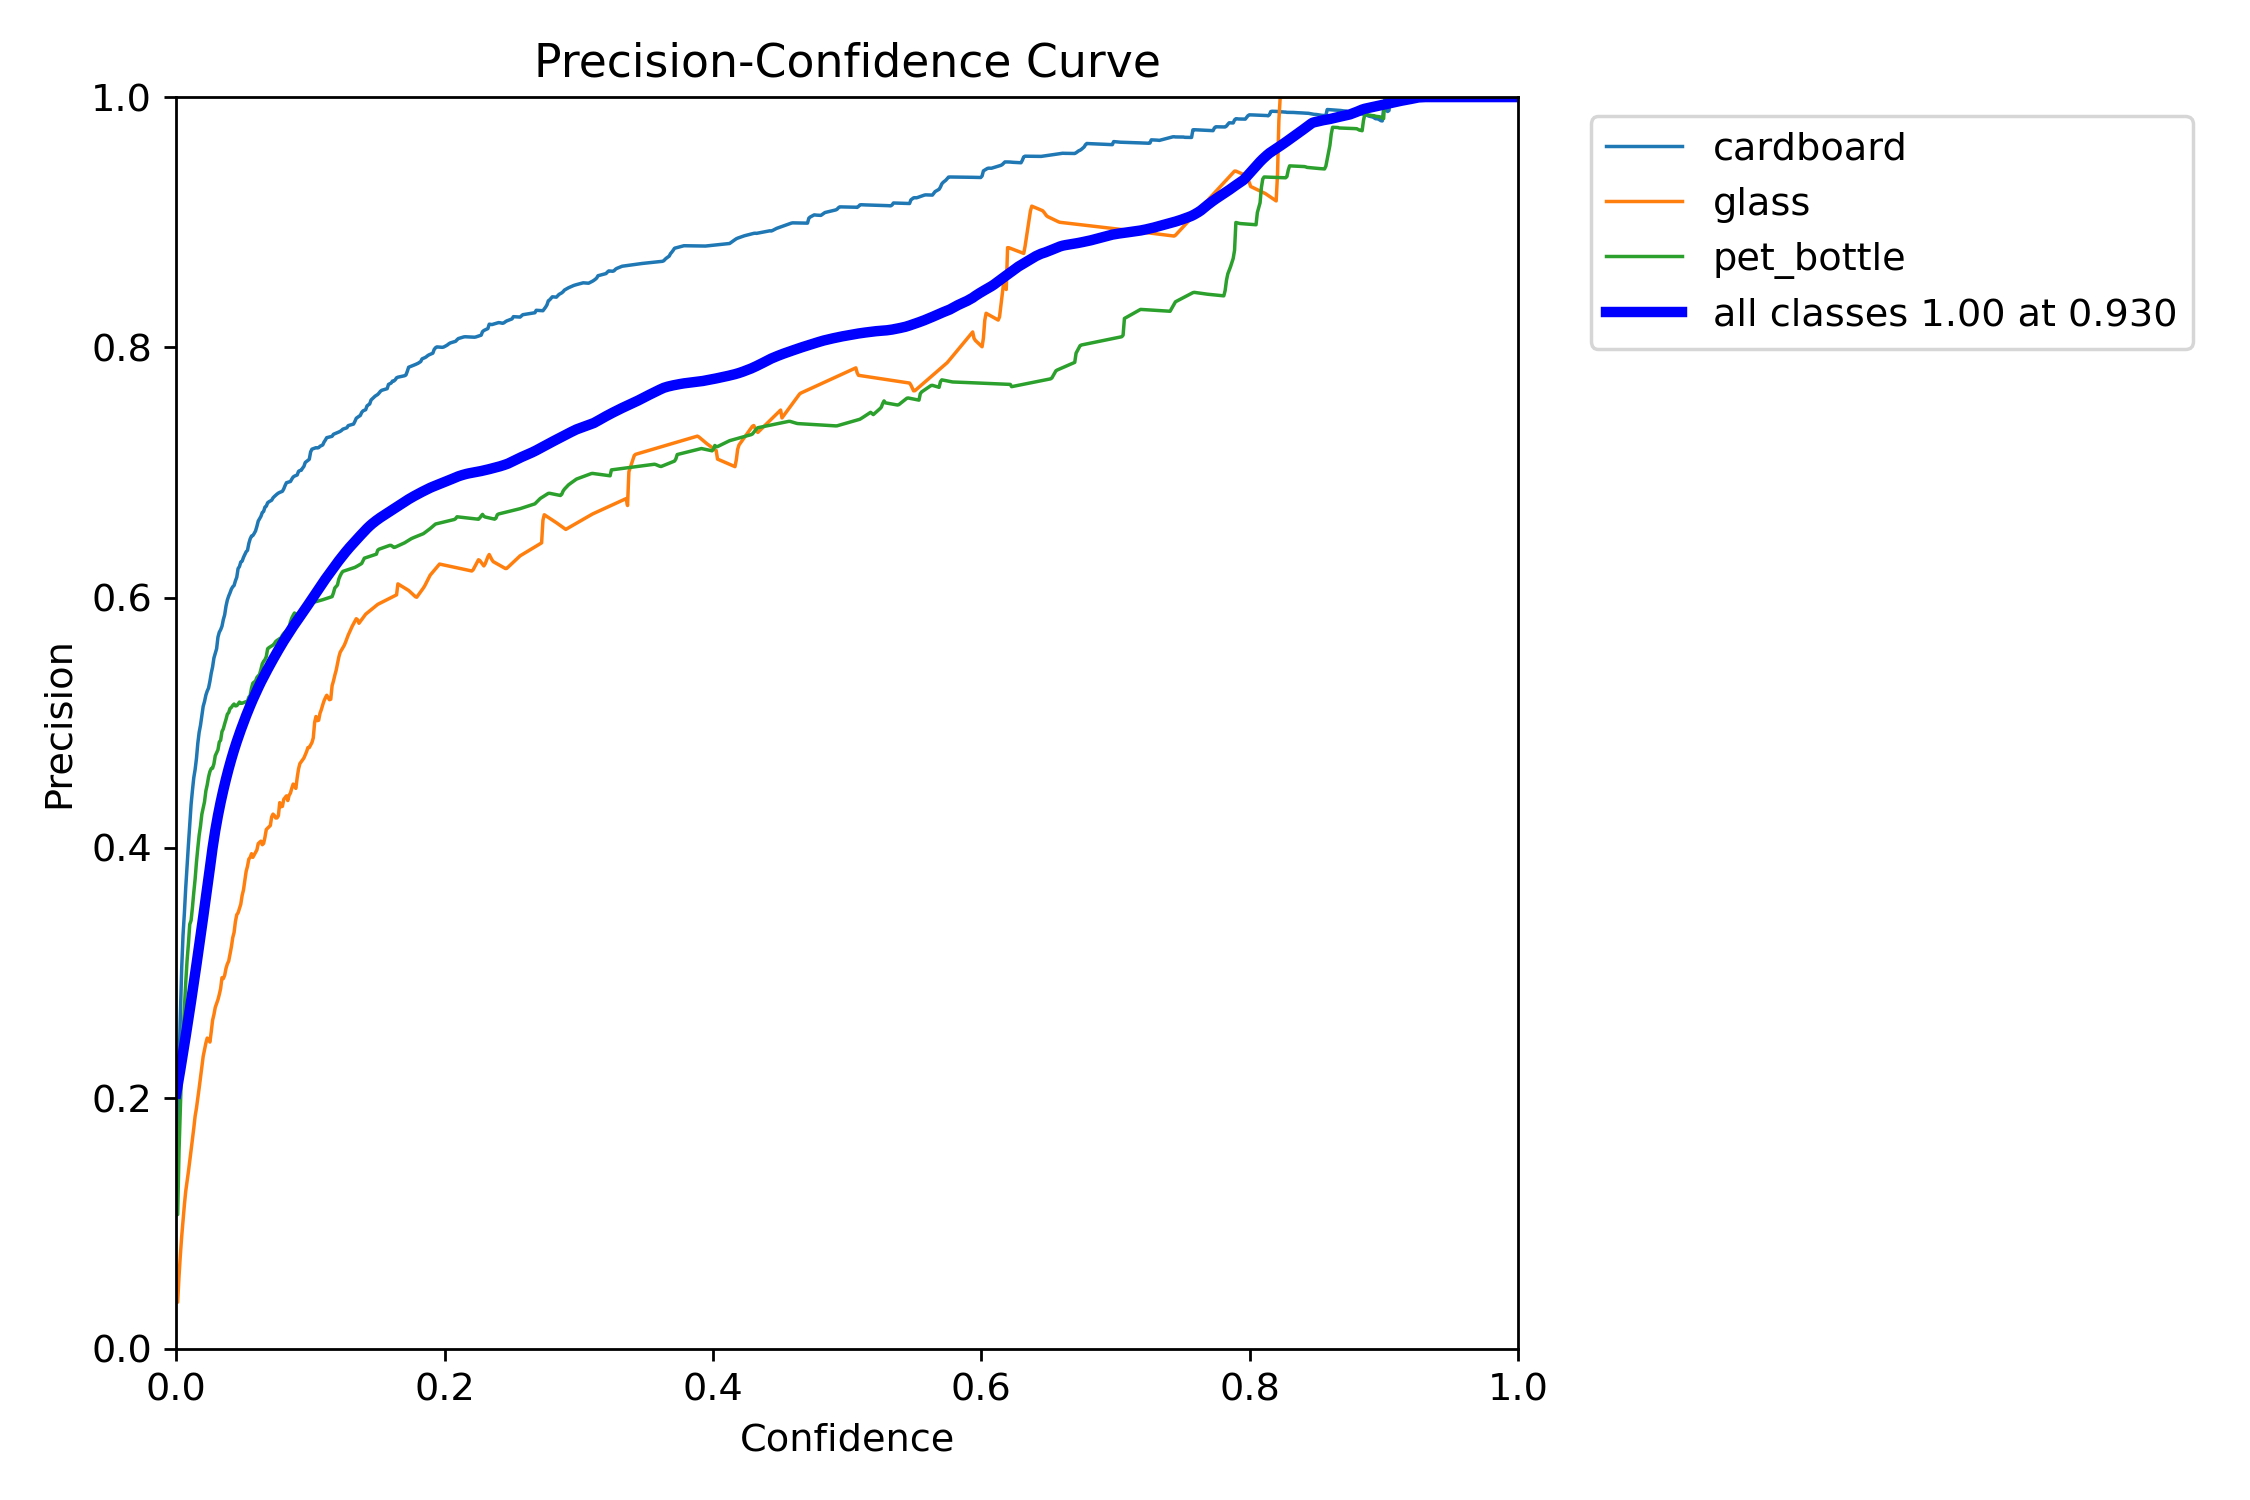 Precision-Confidence Curve
1.0
0.8
0.6
0.4
0.2
0.0
Precision
0.0 0.2 0.4 0.6 0.8 1.0
Confidence
cardboard
glass
pet_bottle
all classes 1.00 at 0.930